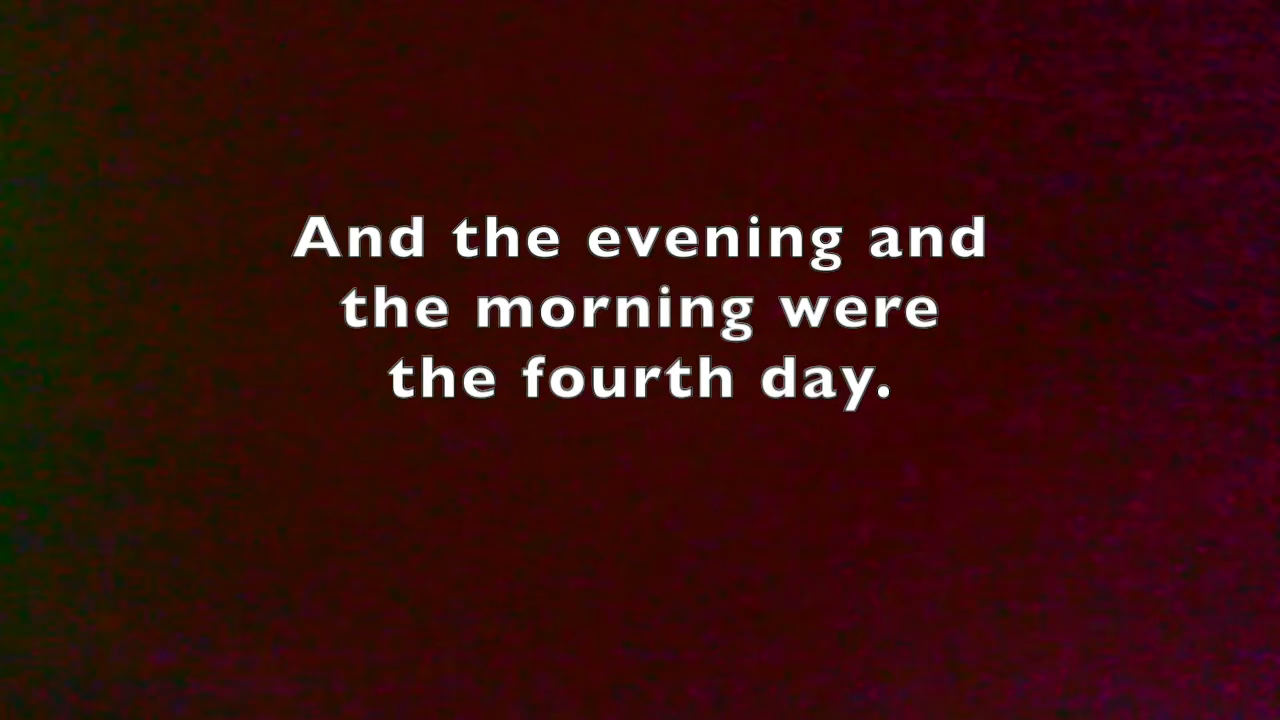 And the evening and
the morning were
the fourth day.